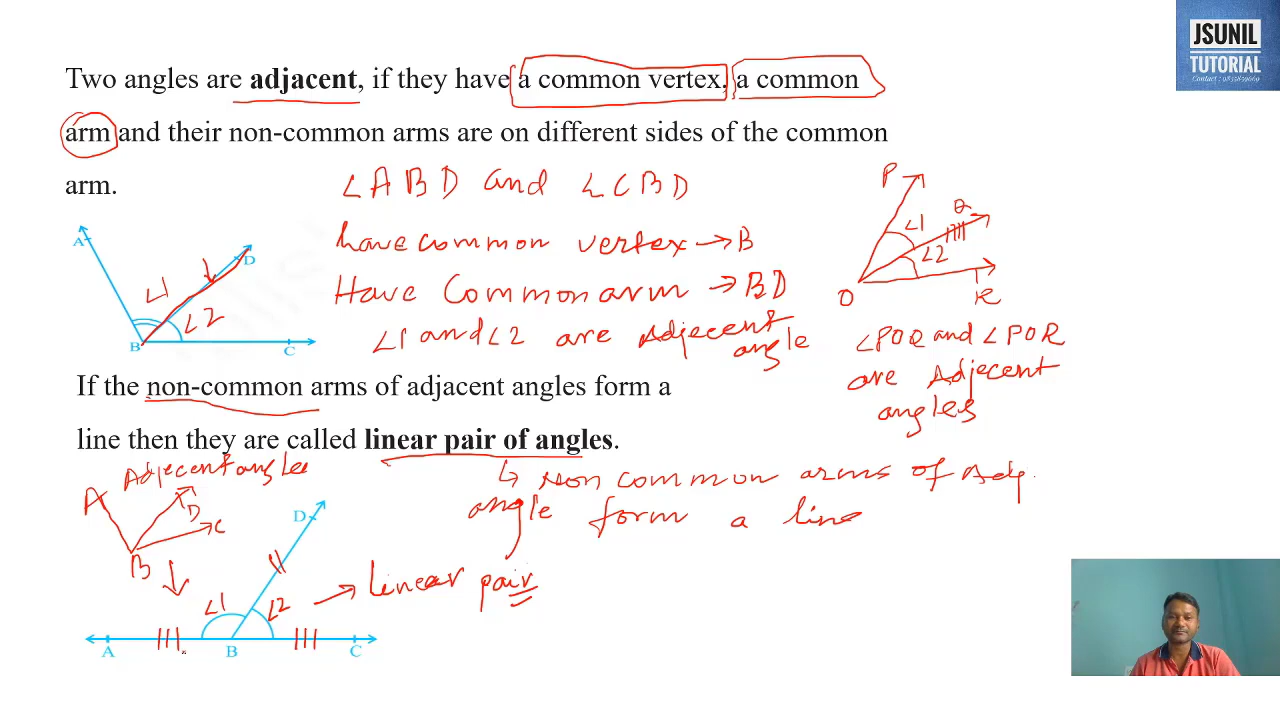 JSUNIL
TUTORIAL
Two angles are adjacent, if they have a common vertex, a common
arm and their non-common arms are on different sides of the common
arm.
∠ABD and ∠CBD
have common vertex → B
Have Common arm → BD
∠1 and ∠2 are Adjecent
angle
A
D
∠1
∠2
B
C
P
Q
∠1
∠2
O
R
∠POQ and ∠POR
are Adjecent
angles
If the non-common arms of adjacent angles form a
line then they are called linear pair of angles.
Adjecent angles
↳ Non common arms of Adj.
angle form a line
A
D
C
B
D
∠1
∠2
→ linear pair
A
B
C